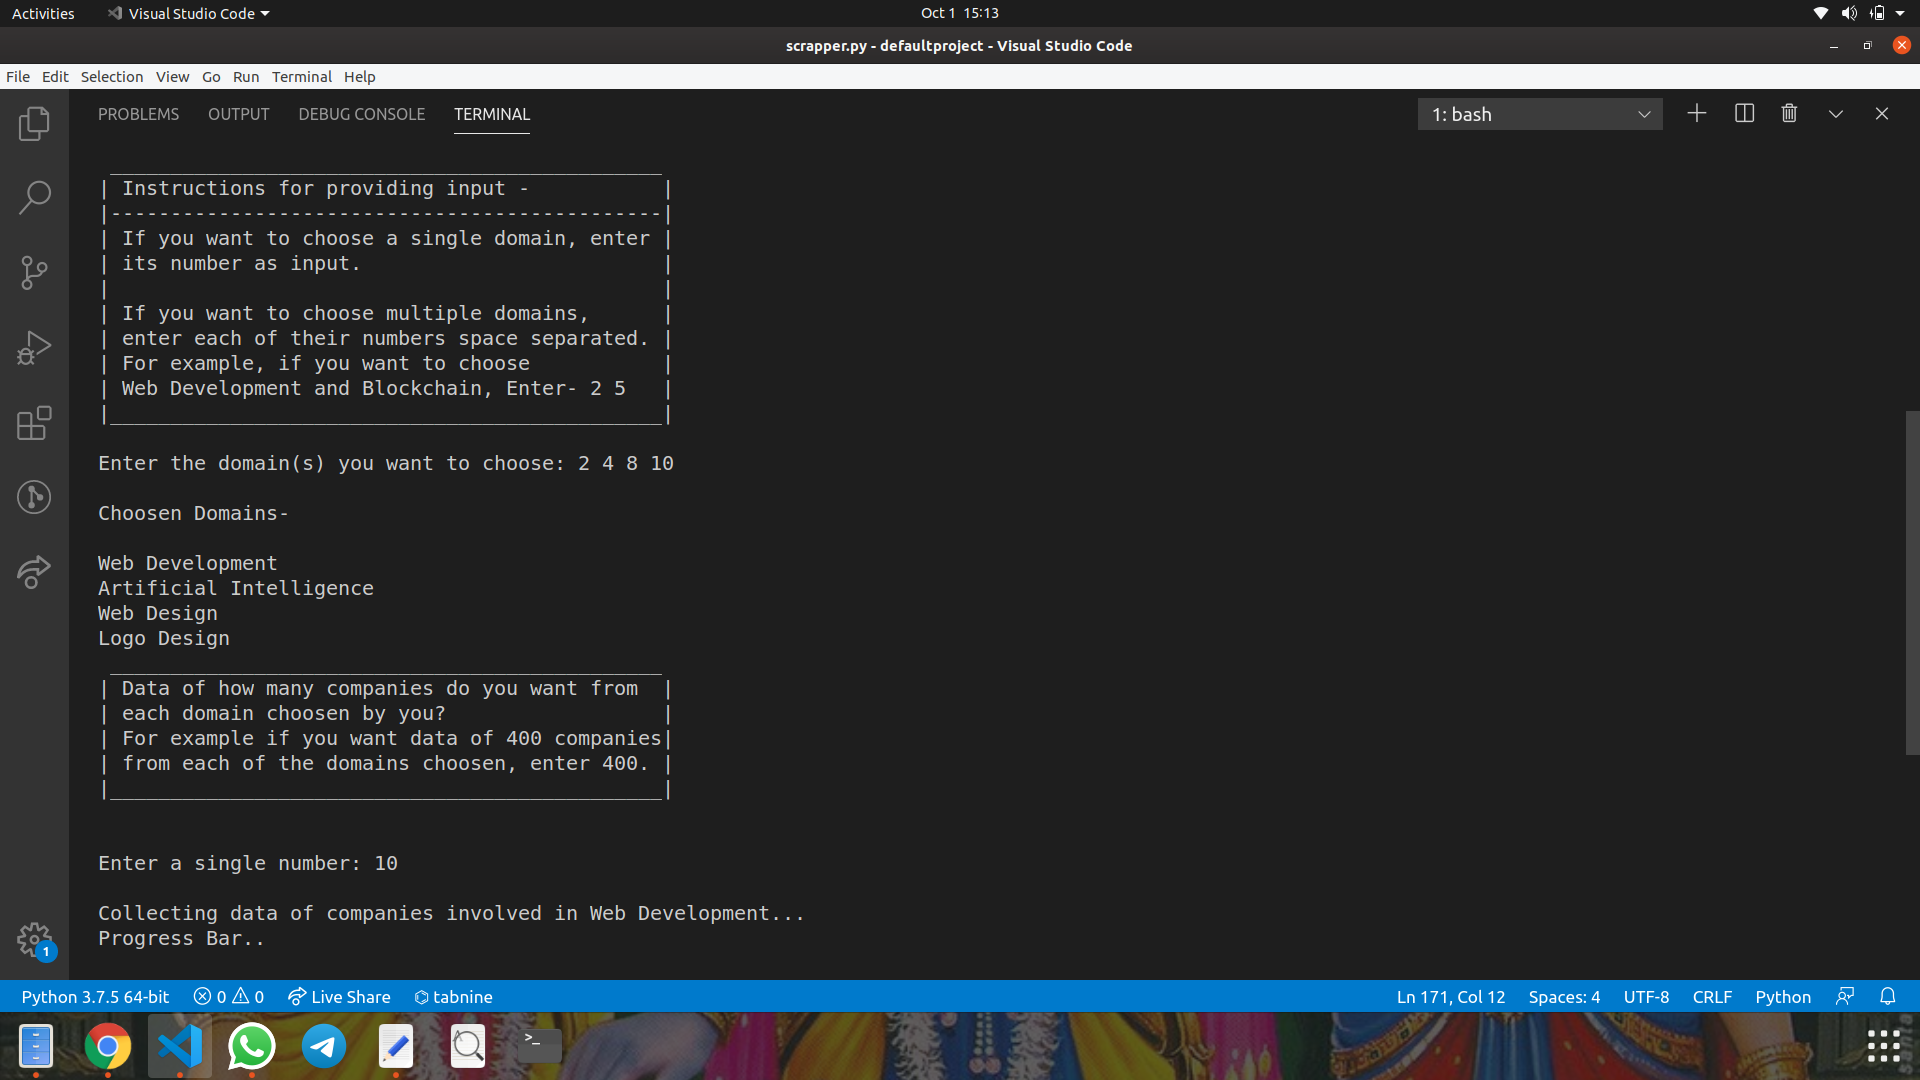 Activities
Visual Studio Code
Oct 1 15:13
scrapper.py - defaultproject - Visual Studio Code
File Edit Selection View Go Run Terminal Help
PROBLEMS OUTPUT DEBUG CONSOLE TERMINAL
1: bash
 ______________________________________________
| Instructions for providing input -           |
|----------------------------------------------|
| If you want to choose a single domain, enter |
| its number as input.                         |
|                                              |
| If you want to choose multiple domains,      |
| enter each of their numbers space separated. |
| For example, if you want to choose           |
| Web Development and Blockchain, Enter- 2 5   |
|______________________________________________|
Enter the domain(s) you want to choose: 2 4 8 10
Choosen Domains-
Web Development
Artificial Intelligence
Web Design
Logo Design
 ______________________________________________
| Data of how many companies do you want from  |
| each domain choosen by you?                  |
| For example if you want data of 400 companies|
| from each of the domains choosen, enter 400. |
|______________________________________________|
Enter a single number: 10
Collecting data of companies involved in Web Development...
Progress Bar..
1
Python 3.7.5 64-bit 0 0 Live Share tabnine Ln 171, Col 12 Spaces: 4 UTF-8 CRLF Python
>_